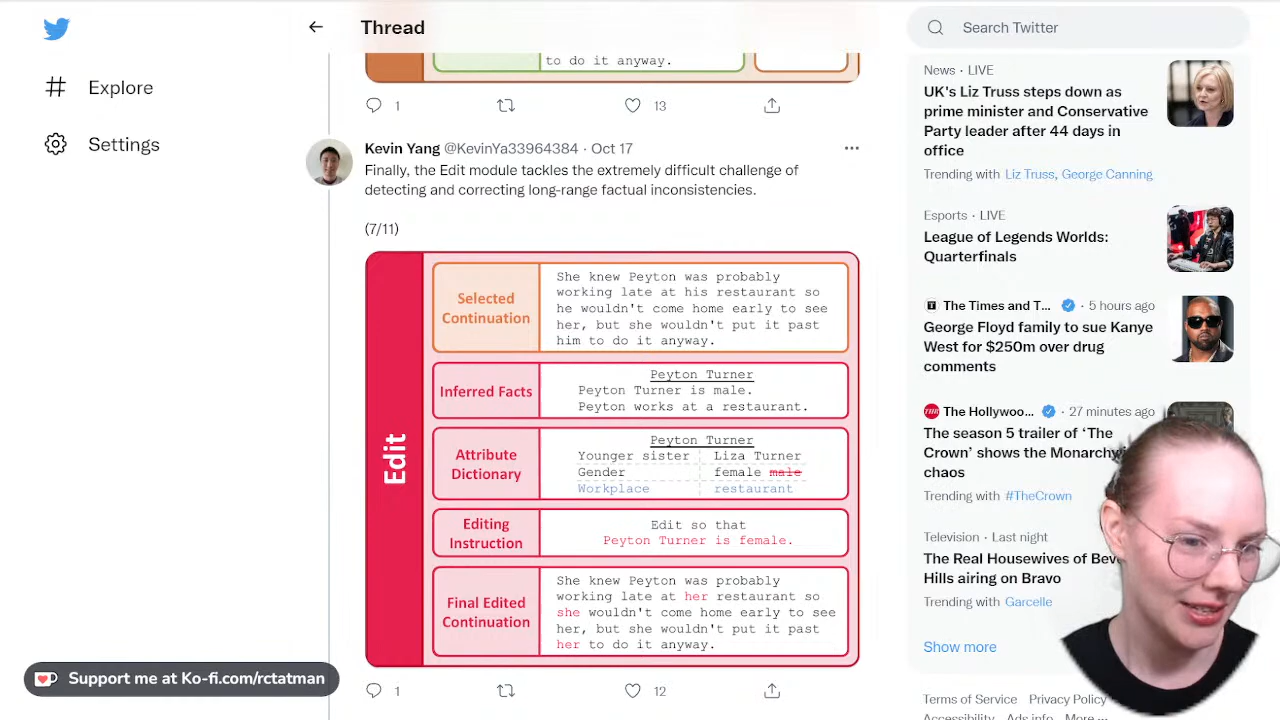 Explore
Settings
Support me at Ko-fi.com/rctatman
Thread
to do it anyway.
1
13
Kevin Yang @KevinYa33964384 · Oct 17
Finally, the Edit module tackles the extremely difficult challenge of
detecting and correcting long-range factual inconsistencies.
(7/11)
Edit
Selected
Continuation
She knew Peyton was probably
working late at his restaurant so
he wouldn't come home early to see
her, but she wouldn't put it past
him to do it anyway.
Inferred Facts
Peyton Turner
Peyton Turner is male.
Peyton works at a restaurant.
Attribute
Dictionary
Peyton Turner
Younger sister Liza Turner
Gender female male
Workplace restaurant
Editing
Instruction
Edit so that
Peyton Turner is female.
Final Edited
Continuation
She knew Peyton was probably
working late at her restaurant so
she wouldn't come home early to see
her, but she wouldn't put it past
her to do it anyway.
1
12
Search Twitter
News · LIVE
UK's Liz Truss steps down as
prime minister and Conservative
Party leader after 44 days in
office
Trending with Liz Truss, George Canning
Esports · LIVE
League of Legends Worlds:
Quarterfinals
The Times and T... · 5 hours ago
George Floyd family to sue Kanye
West for $250m over drug
comments
The Hollywoo... · 27 minutes ago
The season 5 trailer of ‘The
Crown’ shows the Monarchy
chaos
Trending with #TheCrown
Television · Last night
The Real Housewives of
Hills airing on Bravo
Trending with Garcelle
Show more
Terms of Service Privacy Policy
Accessibility Ads info More ...